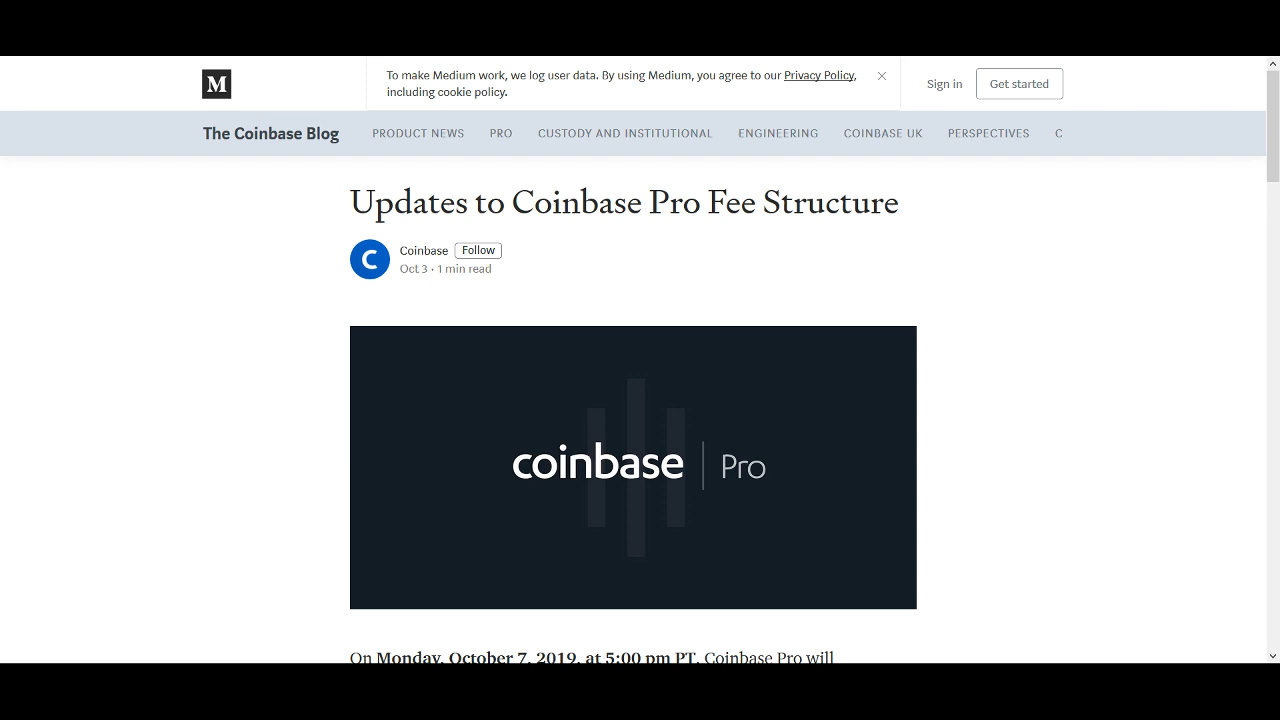 M
To make Medium work, we log user data. By using Medium, you agree to our Privacy Policy,
including cookie policy.
Sign in
Get started
The Coinbase Blog
PRODUCT NEWS
PRO
CUSTODY AND INSTITUTIONAL
ENGINEERING
COINBASE UK
PERSPECTIVES
C
Updates to Coinbase Pro Fee Structure
C
Coinbase
Follow
Oct 3 · 1 min read
coinbase | Pro
On Monday, October 7, 2019, at 5:00 pm PT, Coinbase Pro will